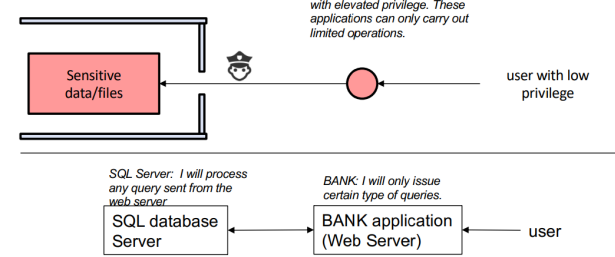 with elevated privilege. These
applications can only carry out
limited operations.
Sensitive
data/files
user with low
privilege
SQL Server: I will process
any query sent from the
web server
BANK: I will only issue
certain type of queries.
SQL database
Server
BANK application
(Web Server)
user